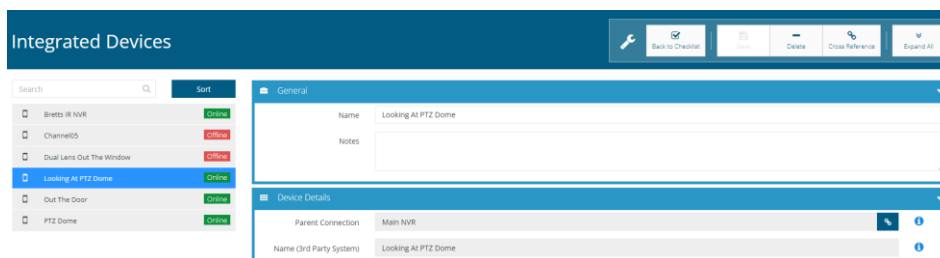 Integrated Devices
Back to Checklist
Save
Delete
Cross Reference
Expand All
Search
Sort
Bretts IR NVR Online
Channel05 Offline
Dual Lens Out The Window Offline
Looking At PTZ Dome Online
Out The Door Online
PTZ Dome Online
General
Name Looking At PTZ Dome
Notes
Device Details
Parent Connection Main NVR
Name (3rd Party System) Looking At PTZ Dome